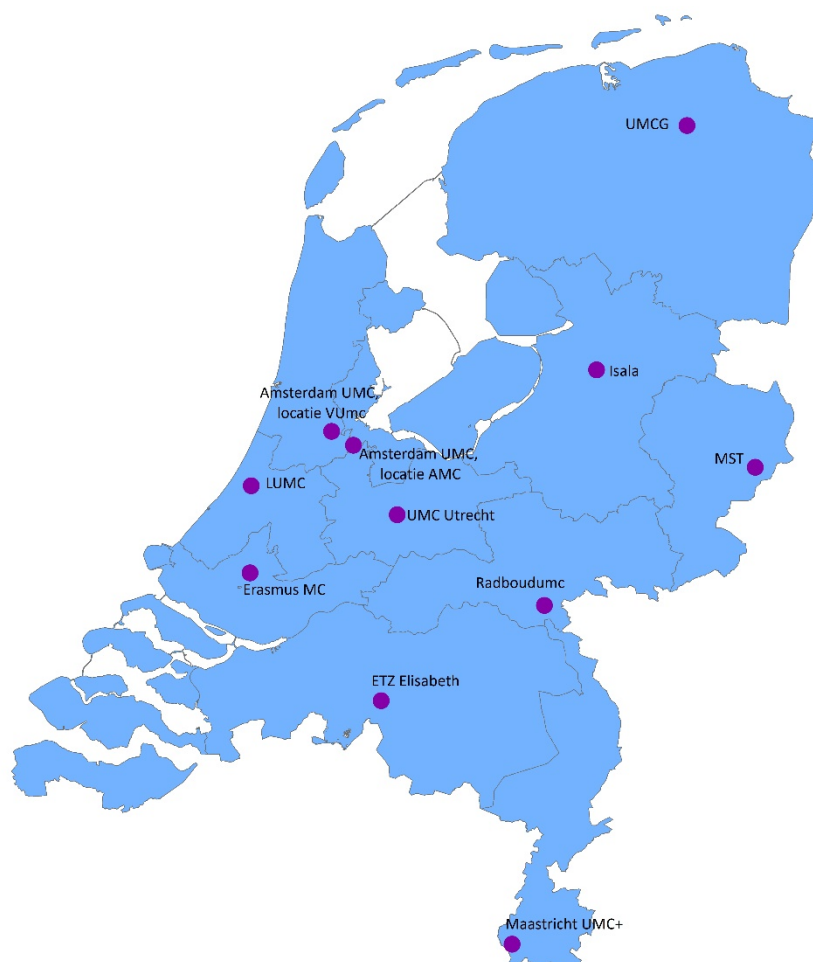 UMCG
Isala
Amsterdam UMC,
locatie VUmc
Amsterdam UMC,
locatie AMC
MST
LUMC
UMC Utrecht
Erasmus MC
Radboudumc
ETZ Elisabeth
Maastricht UMC+